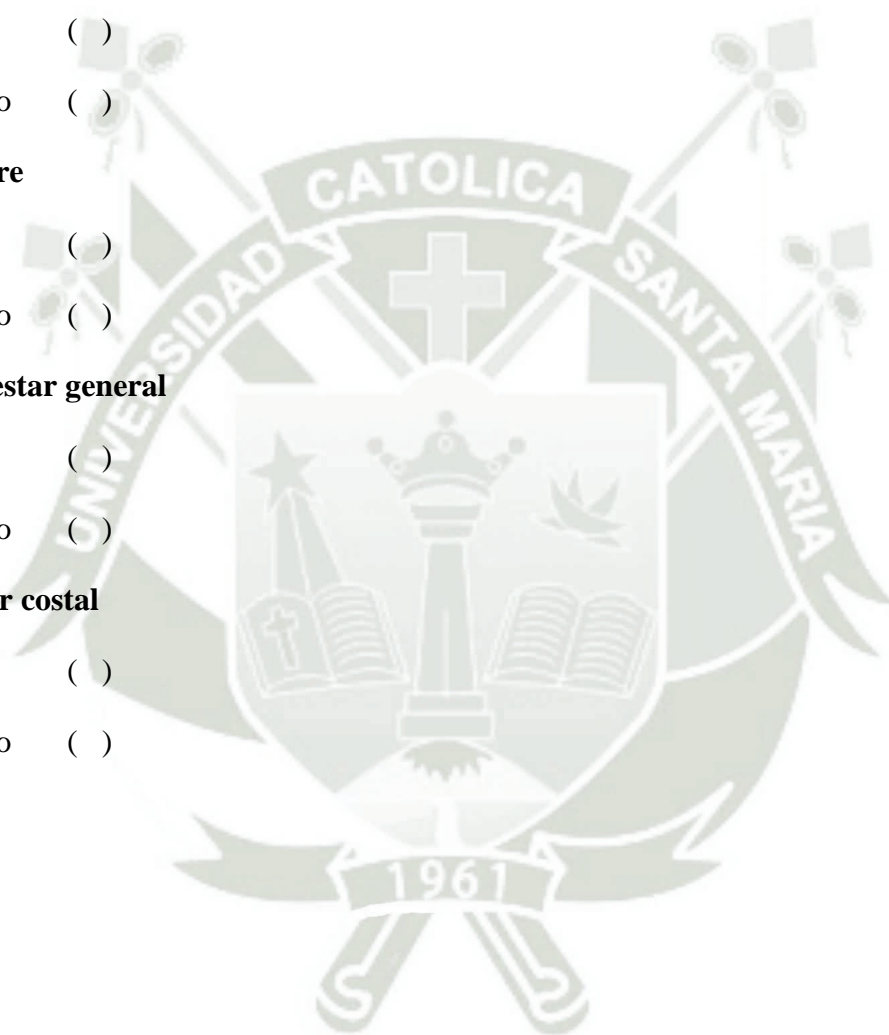 ( )
o ( )
re
( )
o ( )
estar general
( )
o ( )
r costal
( )
o ( )
UNIVERSIDAD CATOLICA SANTA MARIA
1961